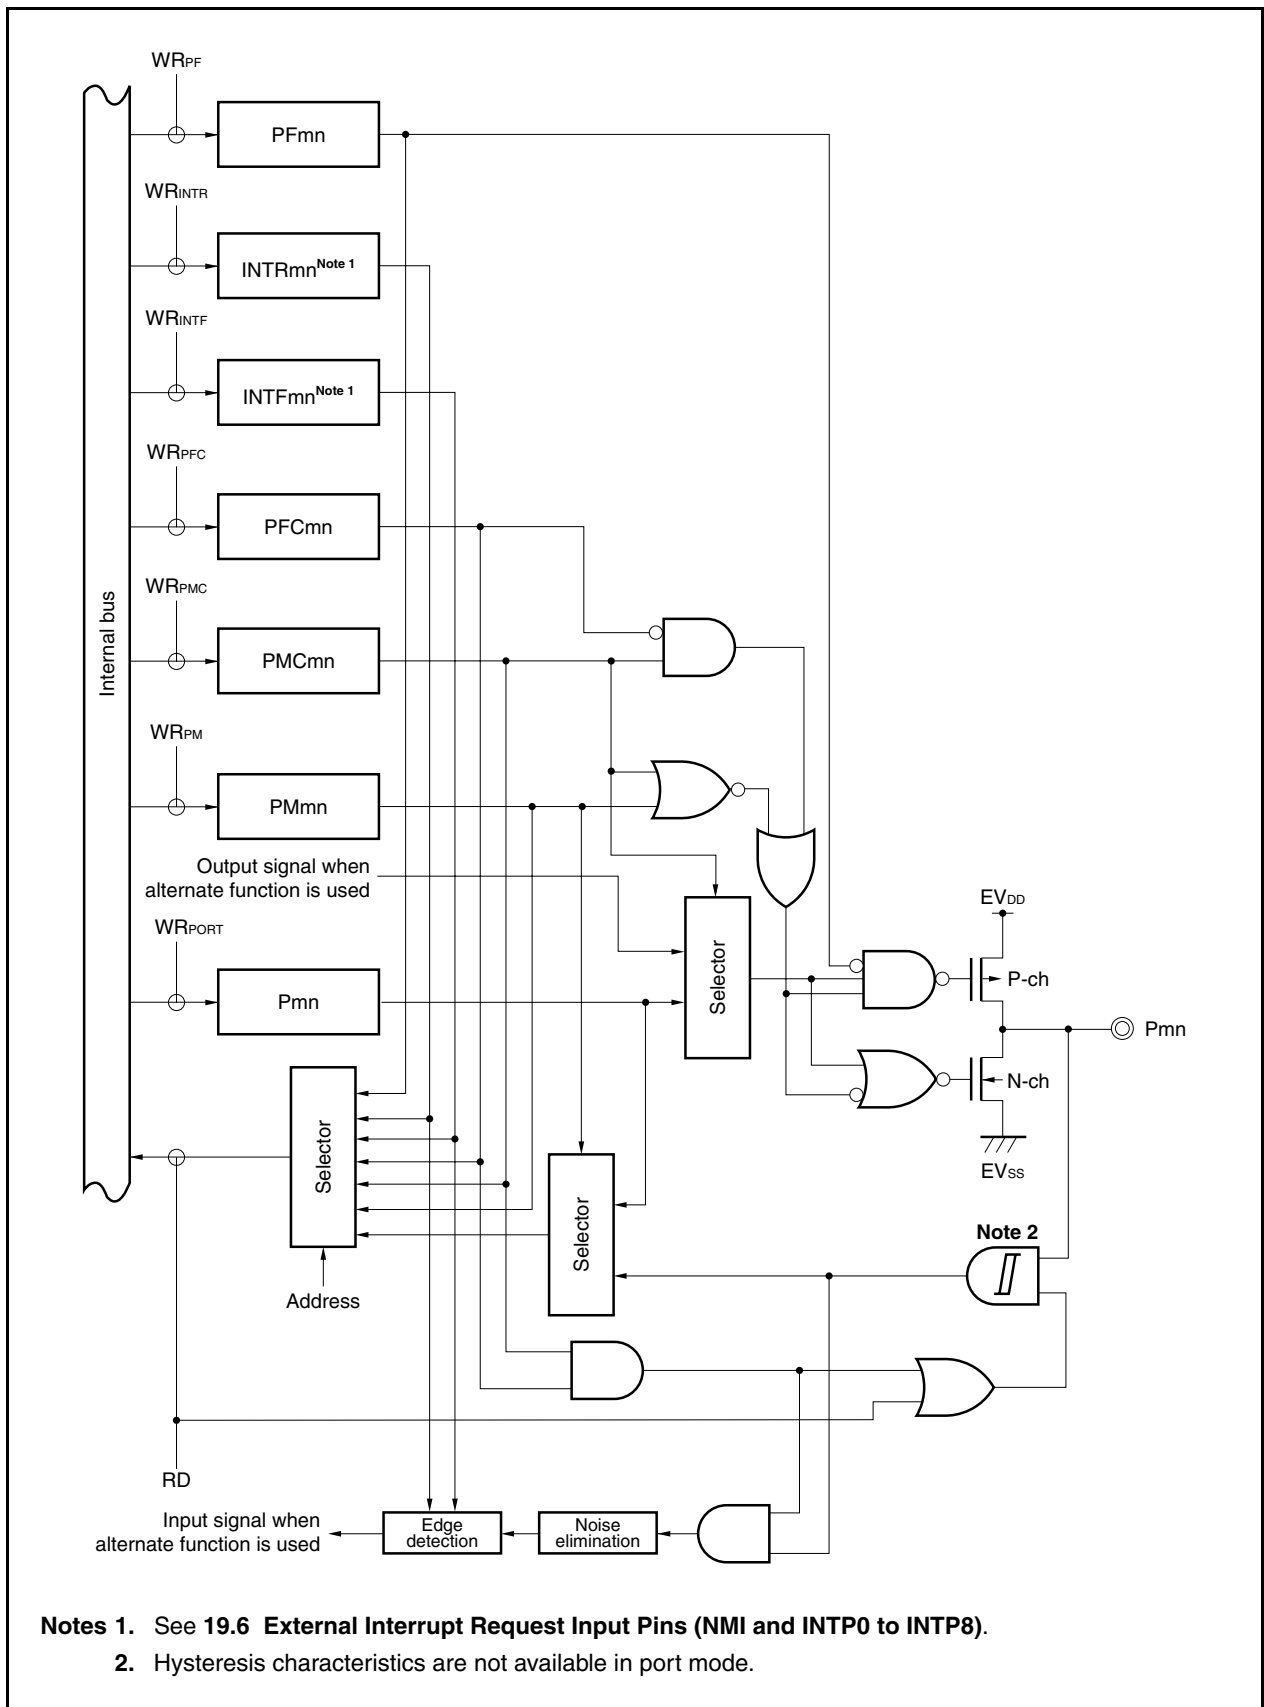 WRPF
PFmn
WRINTR
INTRmnNote 1
WRINTF
INTFmnNote 1
WRPFC
PFCmn
WRPMC
PMCmn
Internal bus
WRPM
PMmn
Output signal when
alternate function is used
WRPORT
Pmn
Selector
EVDD
P-ch
Pmn
N-ch
EVSS
Selector
Selector
Note 2
Address
RD
Input signal when
alternate function is used
Edge
detection
Noise
elimination
Notes 1. See 19.6 External Interrupt Request Input Pins (NMI and INTP0 to INTP8).
2. Hysteresis characteristics are not available in port mode.